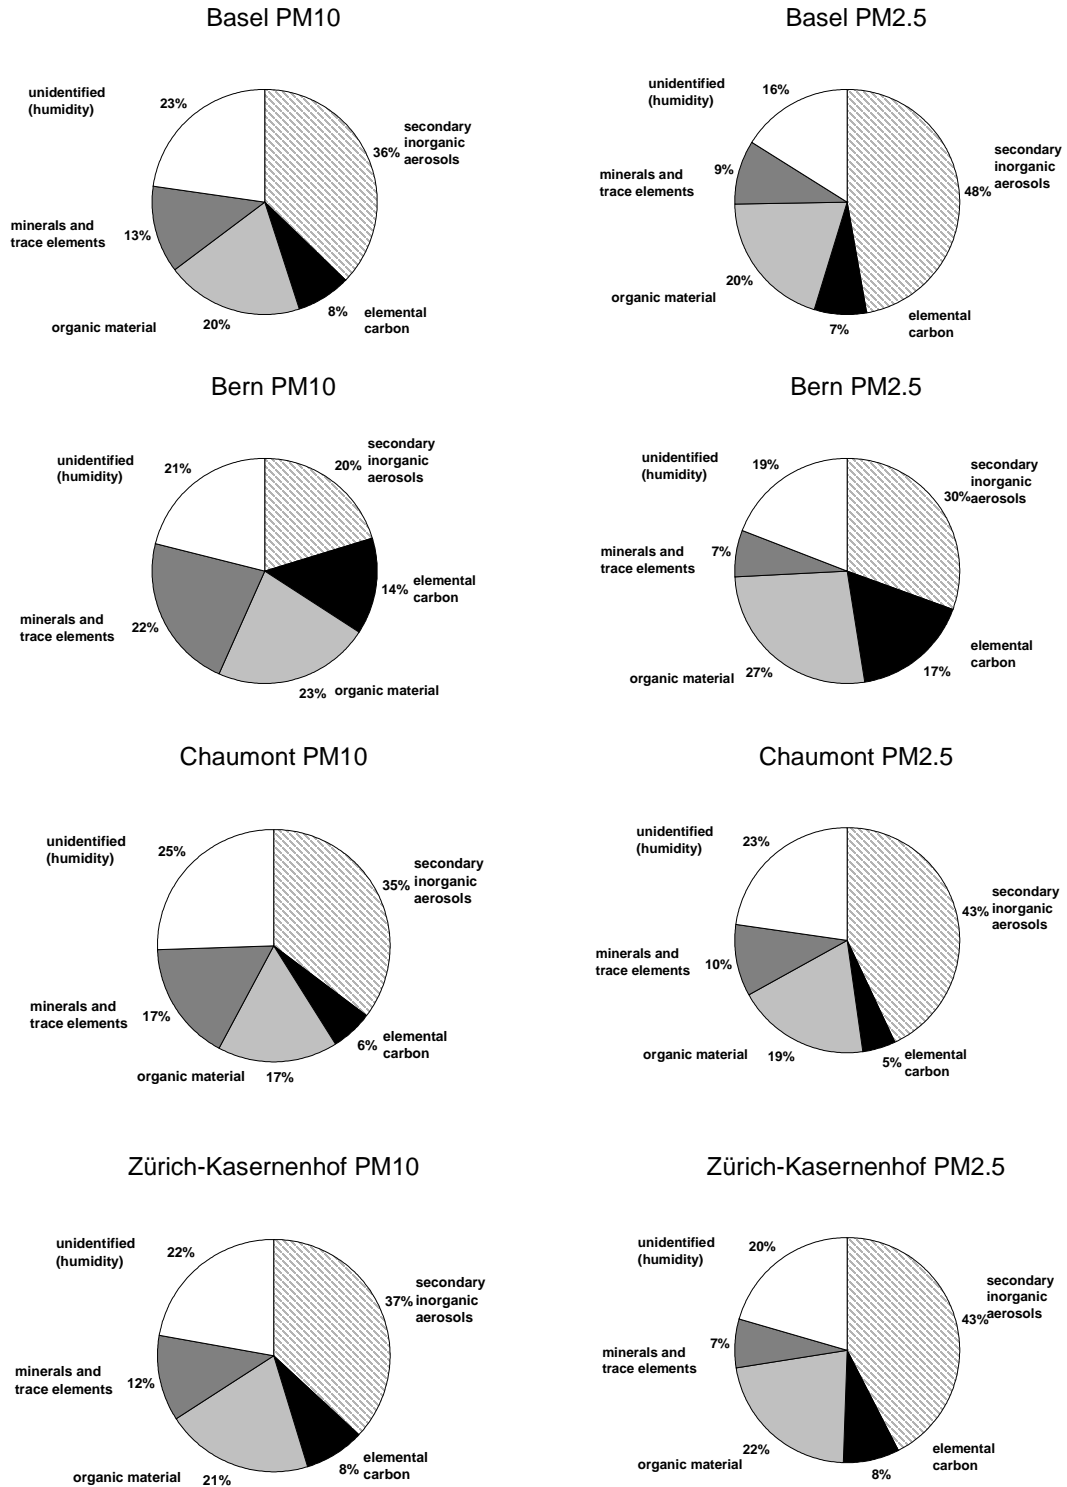 Basel PM10
unidentified
(humidity)
23%
secondary
36% inorganic
aerosols
minerals and
trace elements
13%
organic material
20%
8% elemental
carbon
Basel PM2.5
unidentified
(humidity)
16%
secondary
inorganic
48% aerosols
minerals and
trace elements
9%
organic material
20%
7%
elemental
carbon
Bern PM10
unidentified
(humidity)
21%
secondary
20% inorganic
aerosols
14% elemental
carbon
minerals and
trace elements
22%
23% organic material
Bern PM2.5
unidentified
(humidity)
19%
secondary
inorganic
30% aerosols
minerals and
trace elements
7%
elemental
carbon
17%
organic material
27%
Chaumont PM10
unidentified
(humidity)
25%
secondary
35% inorganic
aerosols
minerals and
trace elements
17%
6% elemental
carbon
organic material
17%
Chaumont PM2.5
unidentified
(humidity)
23%
secondary
43% inorganic
aerosols
minerals and
trace elements
10%
organic material
19%
5% elemental
carbon
Zürich-Kasernenhof PM10
unidentified
(humidity)
22%
secondary
37% inorganic
aerosols
minerals and
trace elements
12%
organic material
21%
8% elemental
carbon
Zürich-Kasernenhof PM2.5
unidentified
(humidity)
20%
secondary
inorganic
43% aerosols
minerals and
trace elements
7%
organic material
22%
8%
elemental
carbon